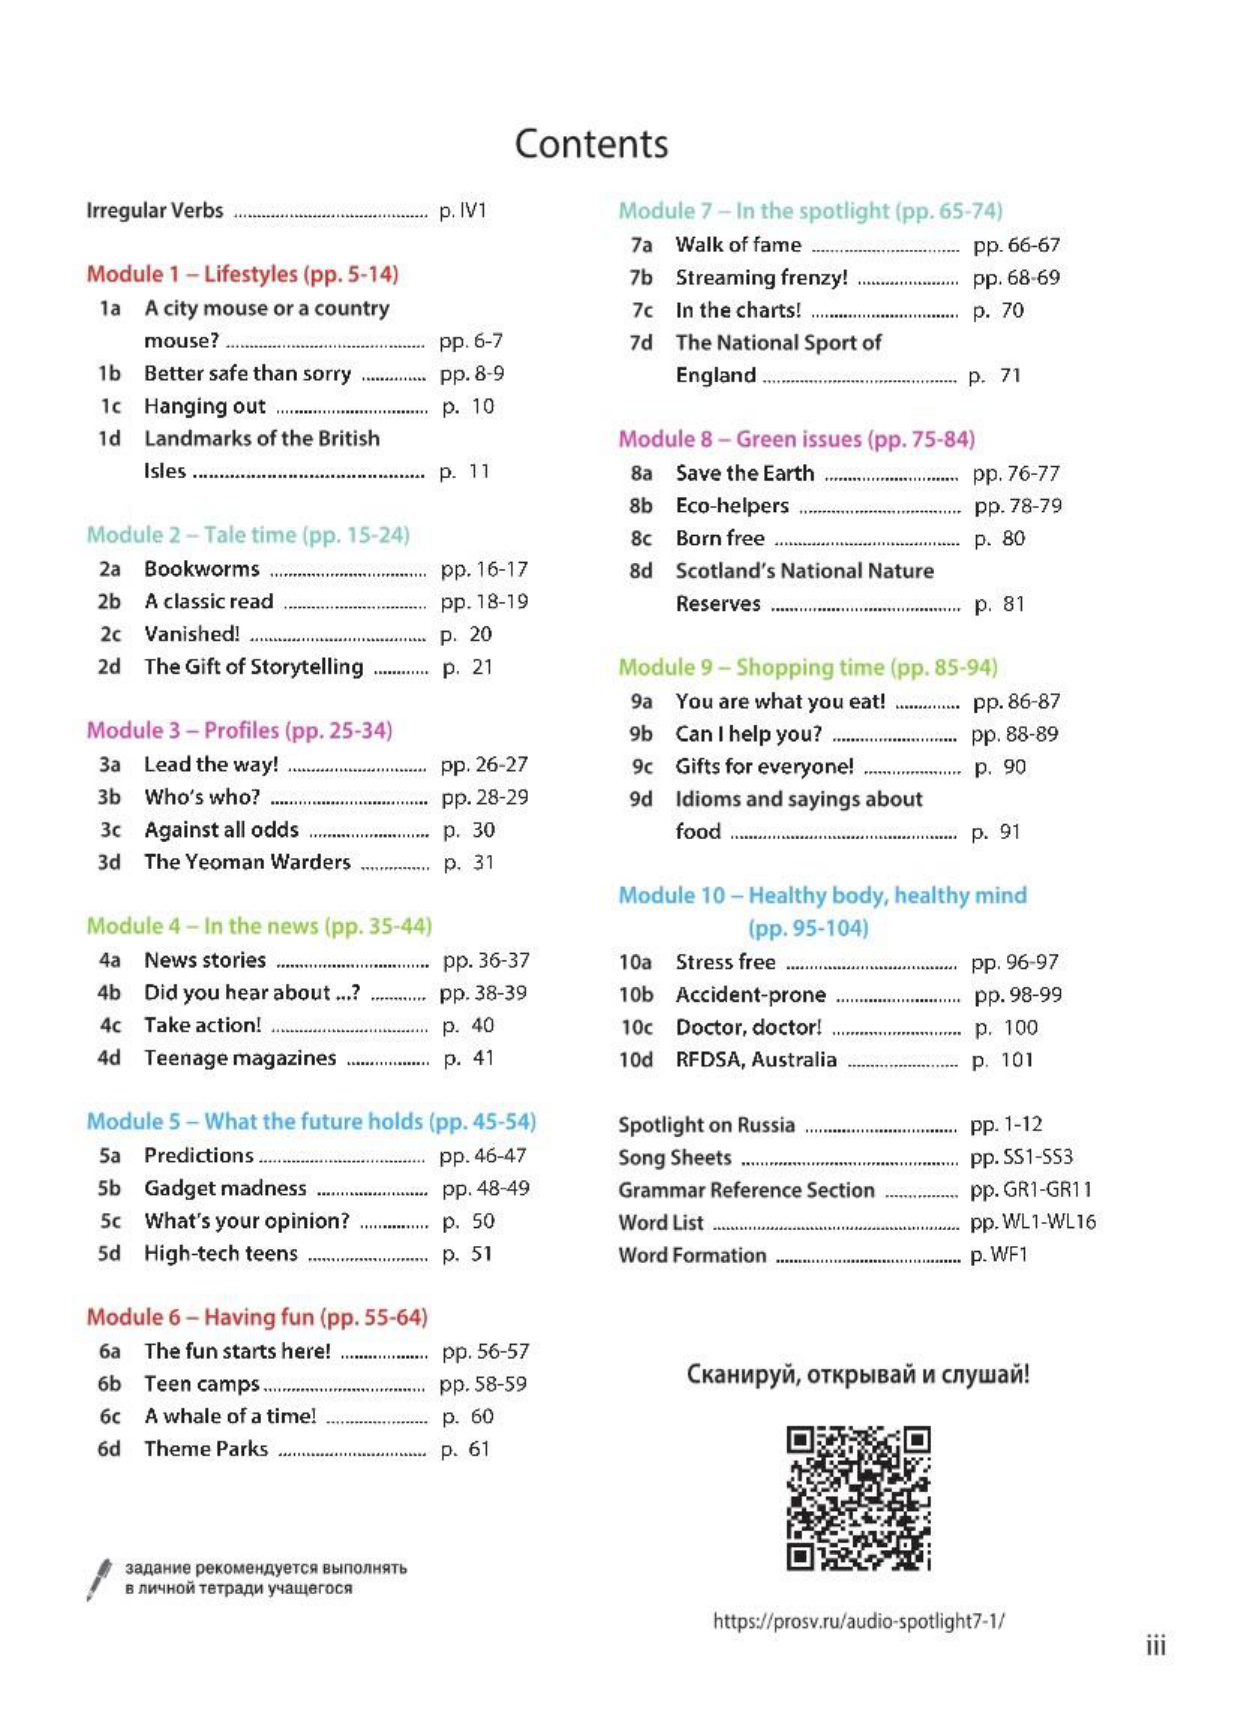 Contents
Irregular Verbs ........................................ p. IV1
Module 1 – Lifestyles (pp. 5-14)
1a A city mouse or a country
mouse? ........................................ pp. 6-7
1b Better safe than sorry ............. pp. 8-9
1c Hanging out ............................... p. 10
1d Landmarks of the British
Isles ........................................... p. 11
Module 2 – Tale time (pp. 15-24)
2a Bookworms ................................ pp. 16-17
2b A classic read ............................. pp. 18-19
2c Vanished! .................................... p. 20
2d The Gift of Storytelling ........... p. 21
Module 3 – Profiles (pp. 25-34)
3a Lead the way! ............................ pp. 26-27
3b Who's who? ................................ pp. 28-29
3c Against all odds ........................ p. 30
3d The Yeoman Warders .............. p. 31
Module 4 – In the news (pp. 35-44)
4a News stories ............................... pp. 36-37
4b Did you hear about ...? ........... pp. 38-39
4c Take action! ................................ p. 40
4d Teenage magazines ................. p. 41
Module 5 – What the future holds (pp. 45-54)
5a Predictions .................................. pp. 46-47
5b Gadget madness ....................... pp. 48-49
5c What's your opinion? .............. p. 50
5d High-tech teens ........................ p. 51
Module 6 – Having fun (pp. 55-64)
6a The fun starts here! .................. pp. 56-57
6b Teen camps ................................. pp. 58-59
6c A whale of a time! ..................... p. 60
6d Theme Parks .............................. p. 61
задание рекомендуется выполнять
в личной тетради учащегося
Module 7 – In the spotlight (pp. 65-74)
7a Walk of fame .............................. pp. 66-67
7b Streaming frenzy! ..................... pp. 68-69
7c In the charts! .............................. p. 70
7d The National Sport of
England ....................................... p. 71
Module 8 – Green issues (pp. 75-84)
8a Save the Earth ........................... pp. 76-77
8b Eco-helpers ................................. pp. 78-79
8c Born free ...................................... p. 80
8d Scotland's National Nature
Reserves ....................................... p. 81
Module 9 – Shopping time (pp. 85-94)
9a You are what you eat! ............. pp. 86-87
9b Can I help you? ......................... pp. 88-89
9c Gifts for everyone! .................... p. 90
9d Idioms and sayings about
food .............................................. p. 91
Module 10 – Healthy body, healthy mind
(pp. 95-104)
10a Stress free ................................... pp. 96-97
10b Accident-prone ......................... pp. 98-99
10c Doctor, doctor! .......................... p. 100
10d RFDSA, Australia ....................... p. 101
Spotlight on Russia ............................... pp. 1-12
Song Sheets ............................................ pp. SS1-SS3
Grammar Reference Section ............... pp. GR1-GR11
Word List .................................................. pp. WL1-WL16
Word Formation ..................................... p. WF1
Сканируй, открывай и слушай!
https://prosv.ru/audio-spotlight7-1/
iii